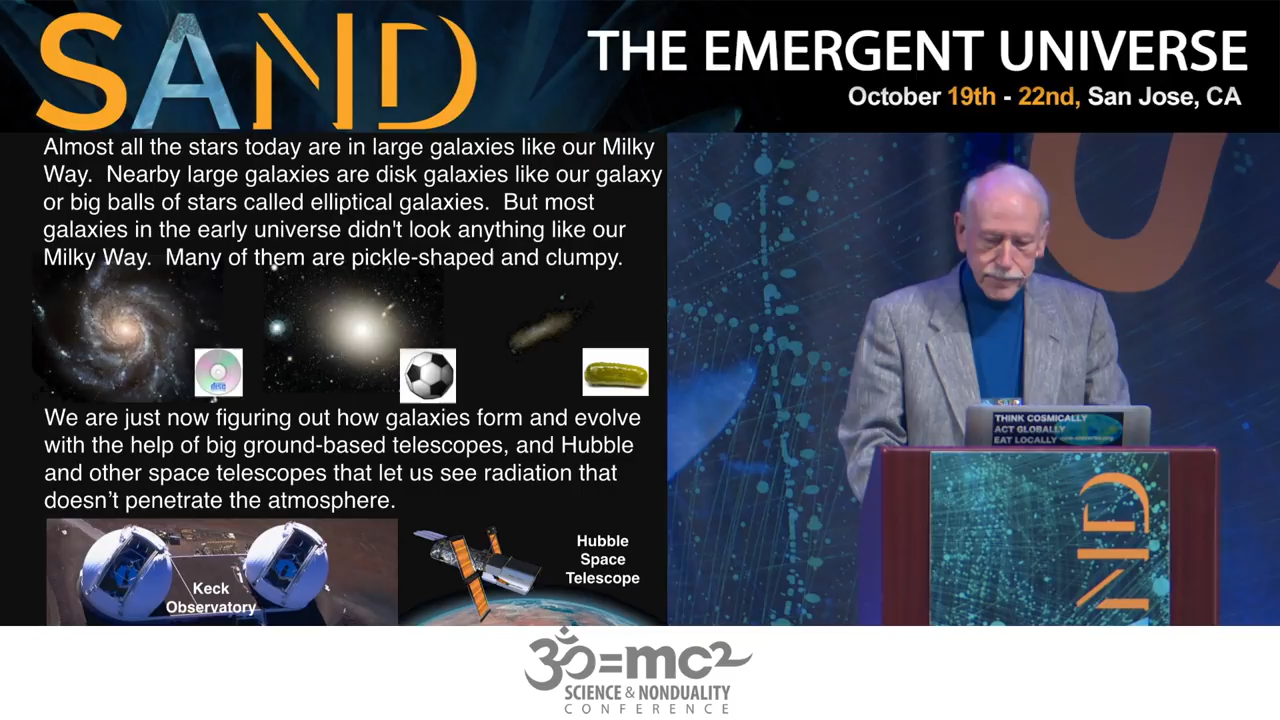 SAND
THE EMERGENT UNIVERSE
October 19th - 22nd, San Jose, CA
Almost all the stars today are in large galaxies like our Milky
Way.  Nearby large galaxies are disk galaxies like our galaxy
or big balls of stars called elliptical galaxies.  But most
galaxies in the early universe didn't look anything like our
Milky Way.  Many of them are pickle-shaped and clumpy.
We are just now figuring out how galaxies form and evolve
with the help of big ground-based telescopes, and Hubble
and other space telescopes that let us see radiation that
doesn’t penetrate the atmosphere.
Keck
Observatory
Hubble
Space
Telescope
THINK COSMICALLY
ACT GLOBALLY
EAT LOCALLY
ND
ॐ=mc2
SCIENCE & NONDUALITY
CONFERENCE